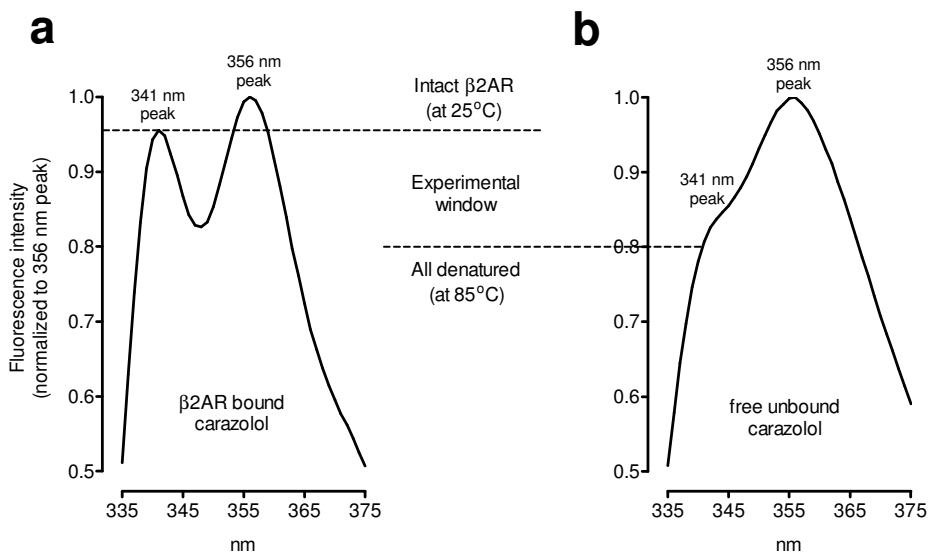 a
b
341 nm
peak
356 nm
peak
Intact β2AR
(at 25°C)
356 nm
peak
341 nm
peak
Experimental
window
All denatured
(at 85°C)
Fluorescence intensity
(normalized to 356 nm peak)
1.0
0.9
0.8
0.7
0.6
0.5
β2AR bound
carazolol
335
345
355
365
375
nm
1.0
0.9
0.8
0.7
0.6
0.5
free unbound
carazolol
335
345
355
365
375
nm